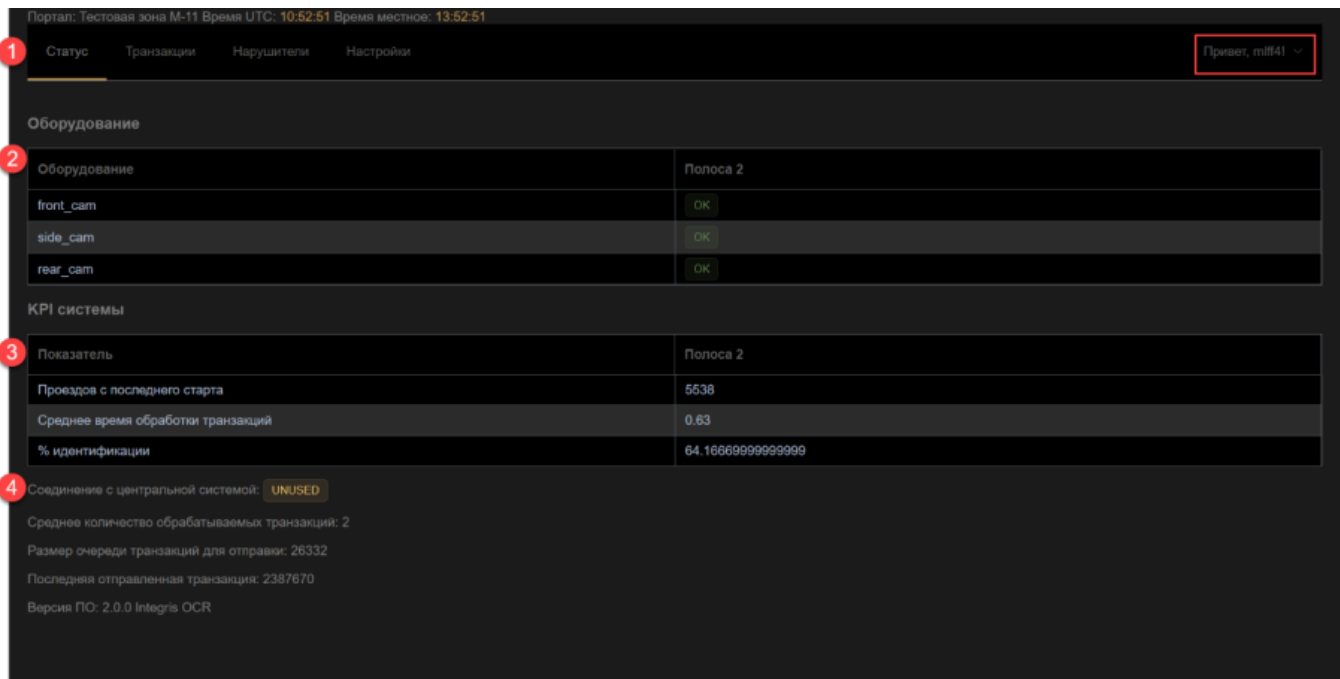 Портал: Тестовая зона М-11 Время UTC: 10:52:51 Время местное: 13:52:51
1 Статус Транзакции Нарушители Настройки Привет, mlff4!
Оборудование
2 Оборудование Полоса 2
front_cam OK
side_cam OK
rear_cam OK
KPI системы
3 Показатель Полоса 2
Проездов с последнего старта 5538
Среднее время обработки транзакций 0.63
% идентификации 64.16669999999999
4 Соединение с центральной системой: UNUSED
Среднее количество обрабатываемых транзакций: 2
Размер очереди транзакций для отправки: 26332
Последняя отправленная транзакция: 2387670
Версия ПО: 2.0.0 Integris OCR